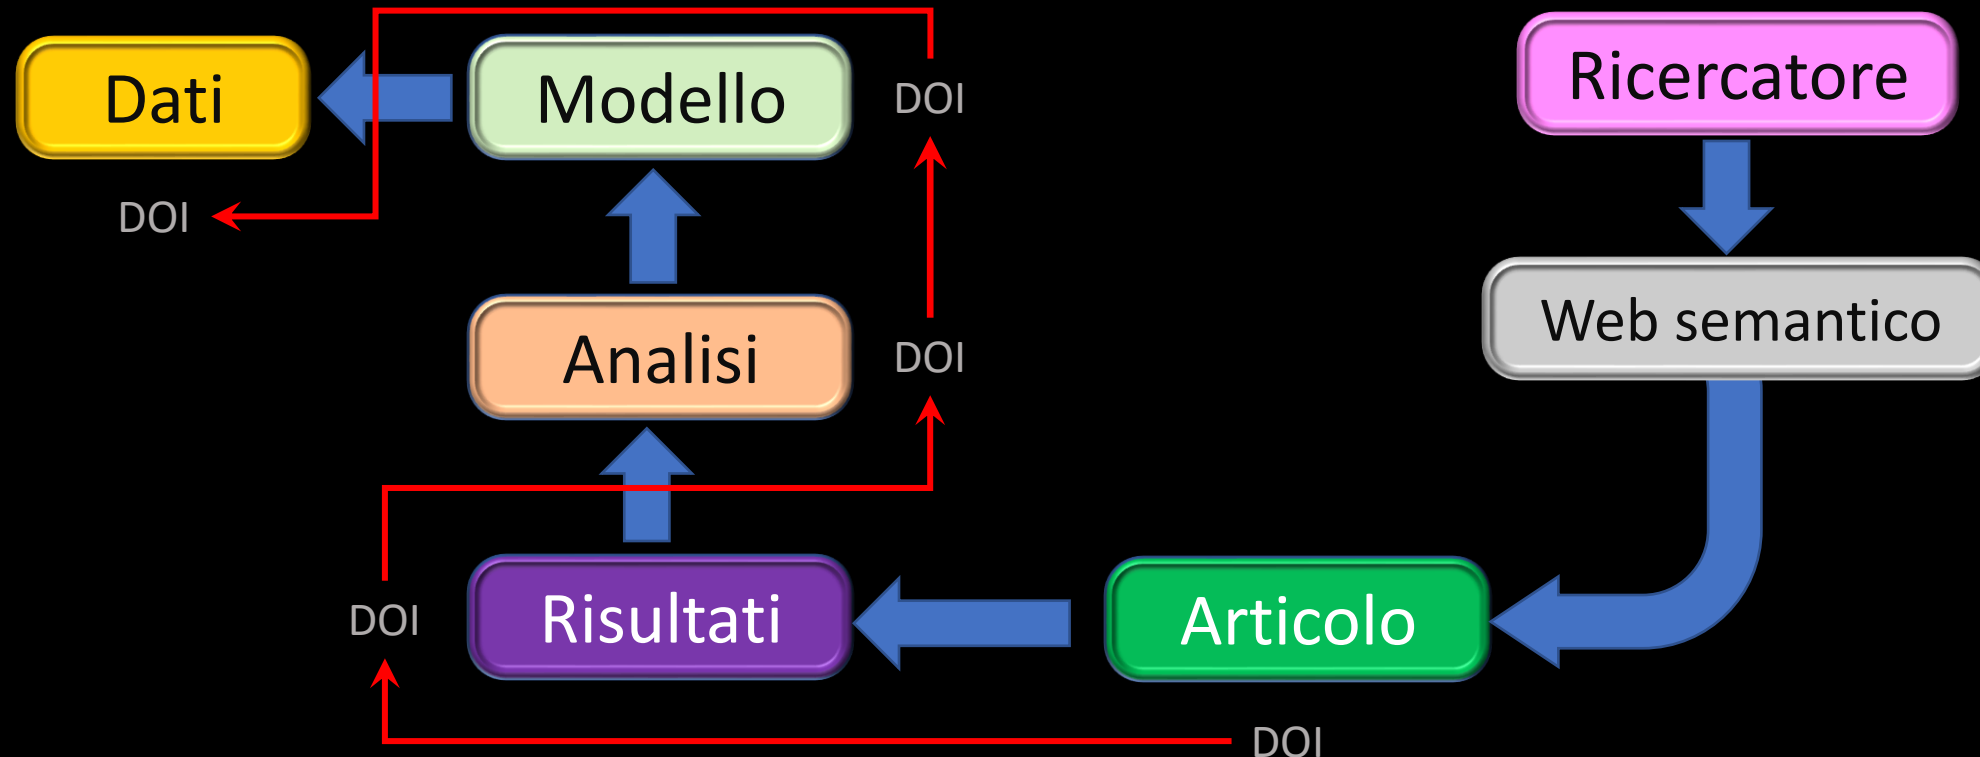 Dati
Modello
DOI
Ricercatore
DOI
Web semantico
Analisi
DOI
DOI
Risultati
Articolo
DOI